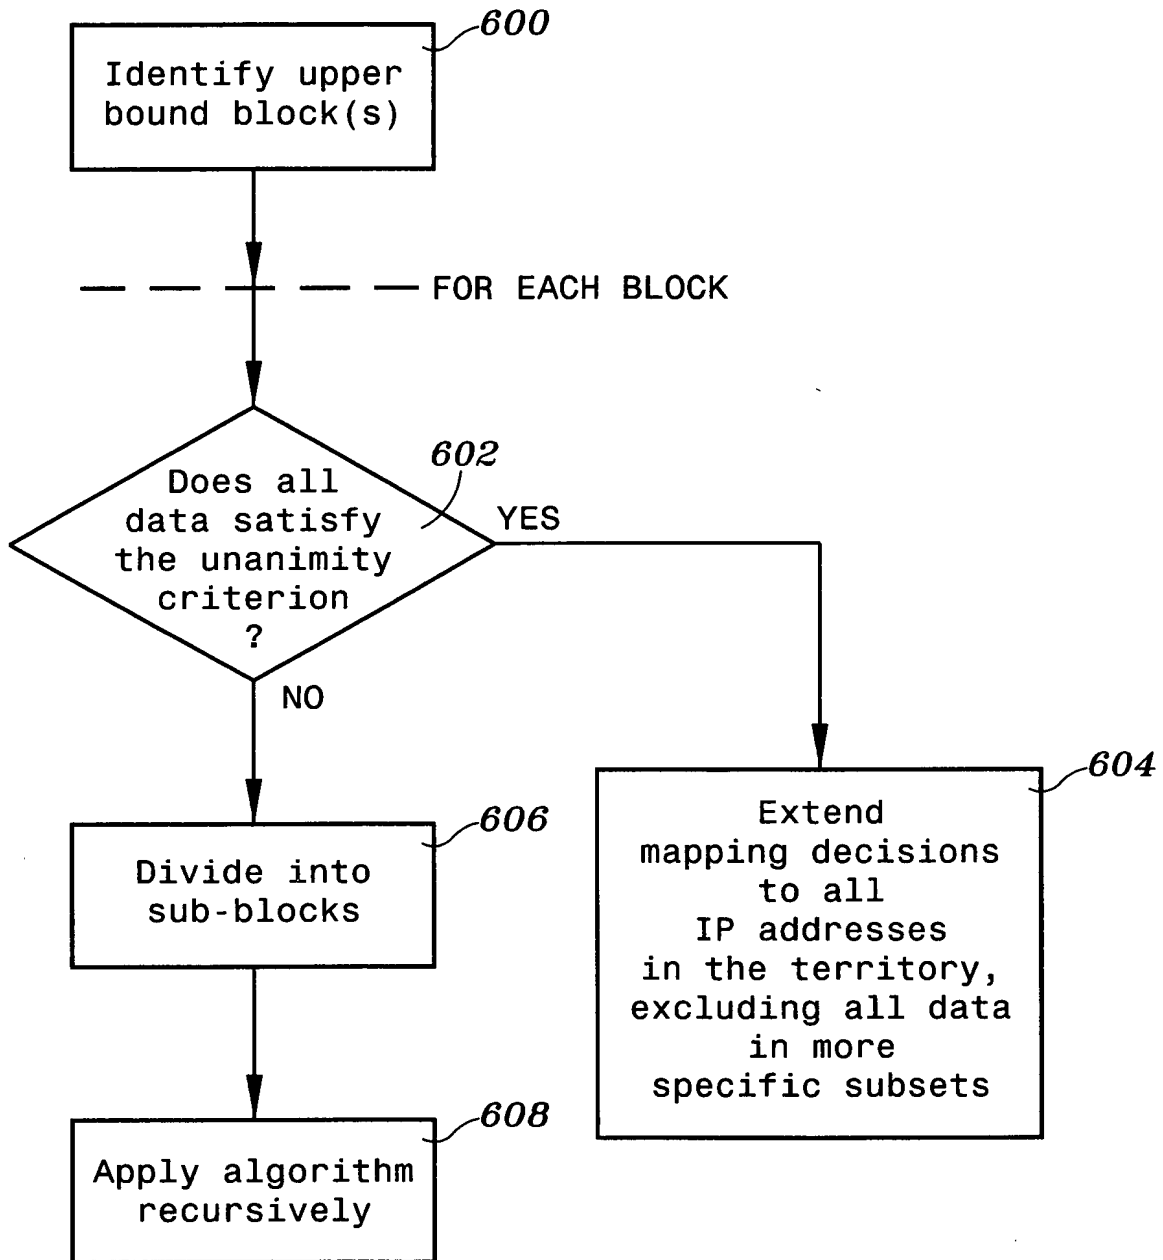 600
Identify upper
bound block(s)
FOR EACH BLOCK
602
Does all
data satisfy
the unanimity
criterion
?
YES
NO
604
Extend
mapping decisions
to all
IP addresses
in the territory,
excluding all data
in more
specific subsets
606
Divide into
sub-blocks
608
Apply algorithm
recursively